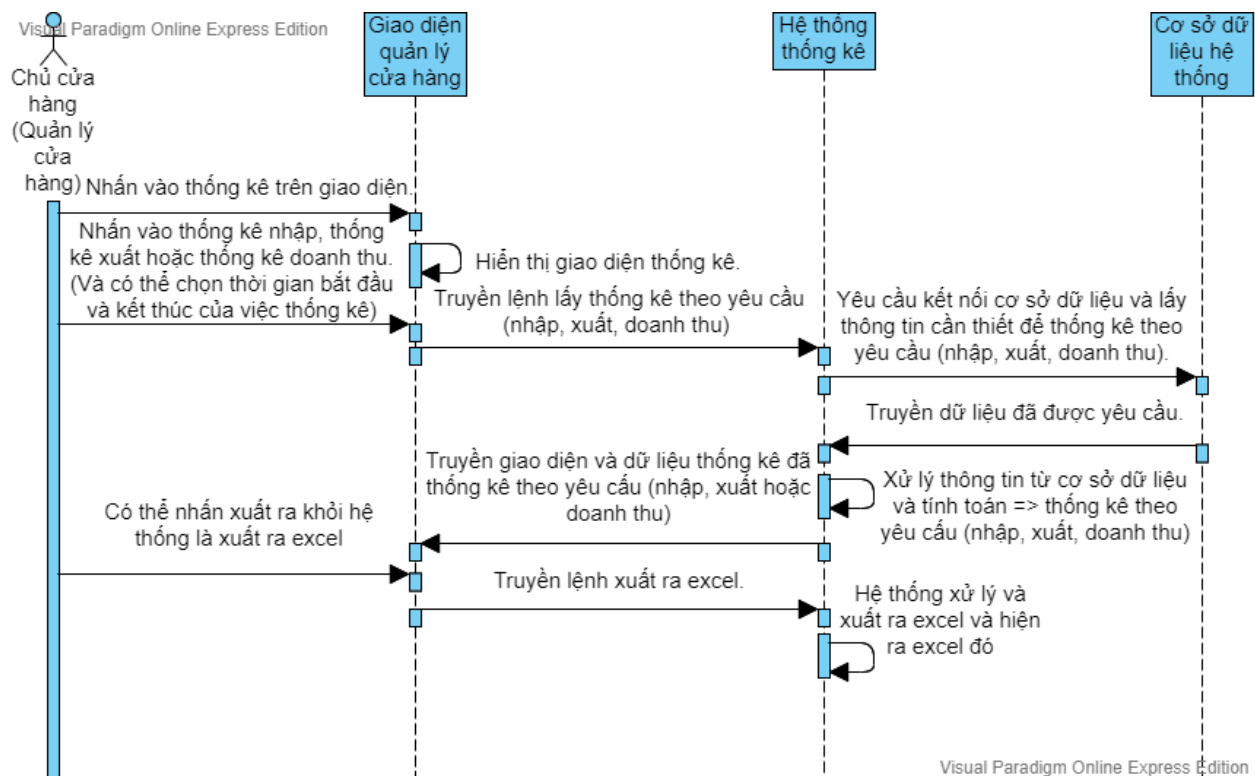 Visual Paradigm Online Express Edition
Chủ cửa
hàng
(Quản lý
cửa
hàng)
Giao diện
quản lý
cửa hàng
Hệ thông
thống kê
Cơ sở dữ
liệu hệ
thống
Nhấn vào thống kê trên giao diện.
Nhấn vào thống kê nhập, thống
kê xuất hoặc thống kê doanh thu.
(Và có thể chọn thời gian bắt đầu
và kết thúc của việc thống kê)
Hiển thị giao diện thống kê.
Truyền lệnh lấy thống kê theo yêu cầu
(nhập, xuất, doanh thu)
Yêu cầu kết nối cơ sở dữ liệu và lấy
thông tin cần thiết để thống kê theo
yêu cầu (nhập, xuất, doanh thu).
Truyền dữ liệu đã được yêu cầu.
Truyền giao diện và dữ liệu thống kê đã
thống kê theo yêu cấu (nhập, xuất hoặc
doanh thu)
Xử lý thông tin từ cơ sở dữ liệu
và tính toán => thống kê theo
yêu cấu (nhập, xuất, doanh thu)
Có thể nhấn xuất ra khỏi hệ
thống là xuất ra excel
Truyền lệnh xuất ra excel.
Hệ thống xử lý và
xuất ra excel và hiện
ra excel đó
Visual Paradigm Online Express Edition